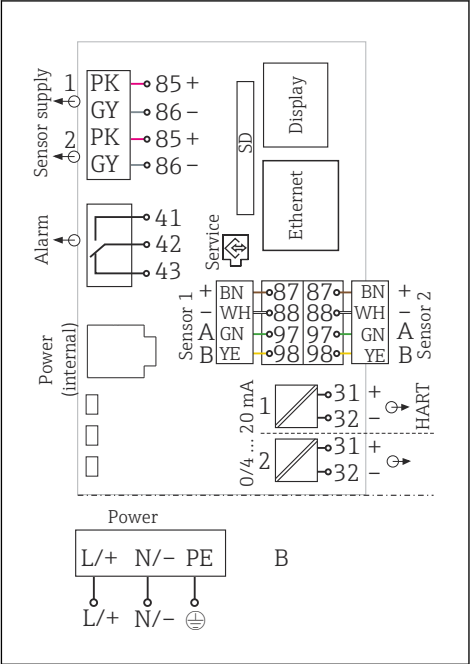 Sensor supply
1 PK 85 +
GY 86 –
2 PK 85 +
GY 86 –
Display
SD
Ethernet
Alarm
41
42
43
Service
Sensor 1
+ BN 87 87 BN +
– WH 88 88 WH –
A GN 97 97 GN A
B YE 98 98 YE B
Sensor 2
Power
(internal)
0/4 ... 20 mA
1 31 +
32 –
HART
2 31 +
32 –
Power
L/+ N/– PE
B
L/+ N/–